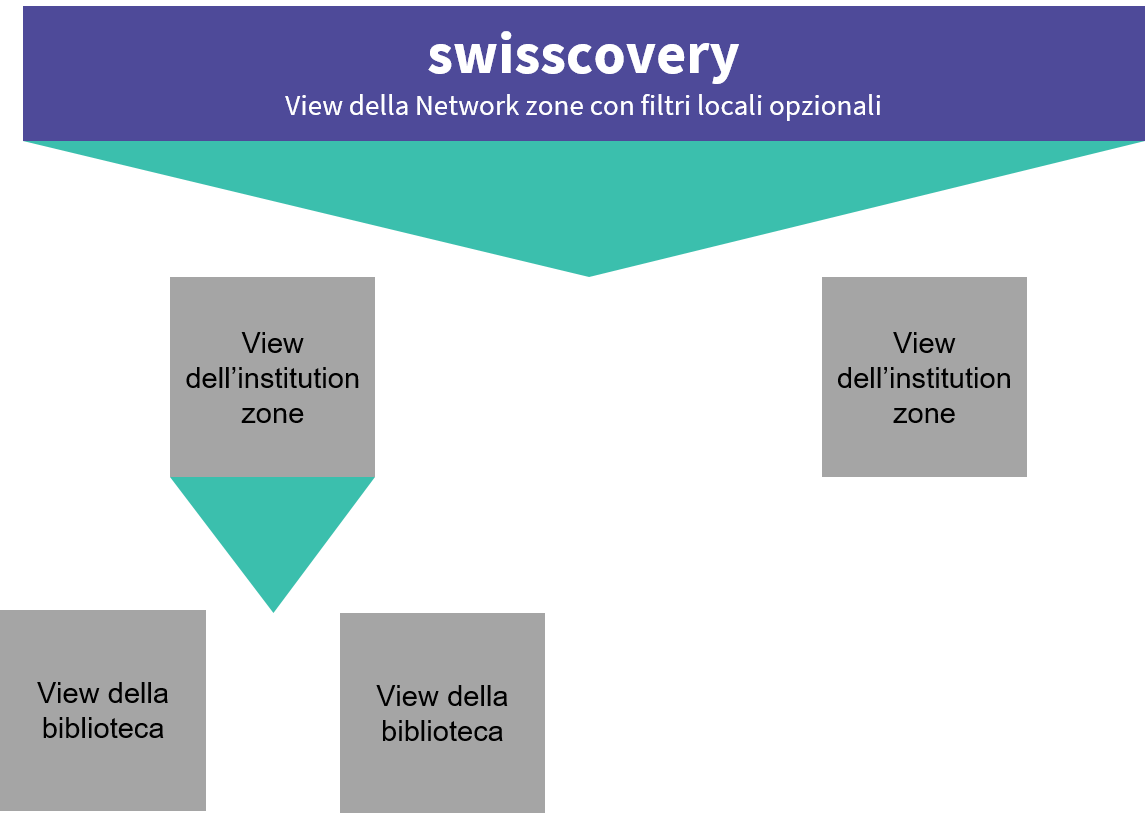 swisscovery
View della Network zone con filtri locali opzionali
View
dell’institution
zone
View
dell’institution
zone
View della
biblioteca
View della
biblioteca